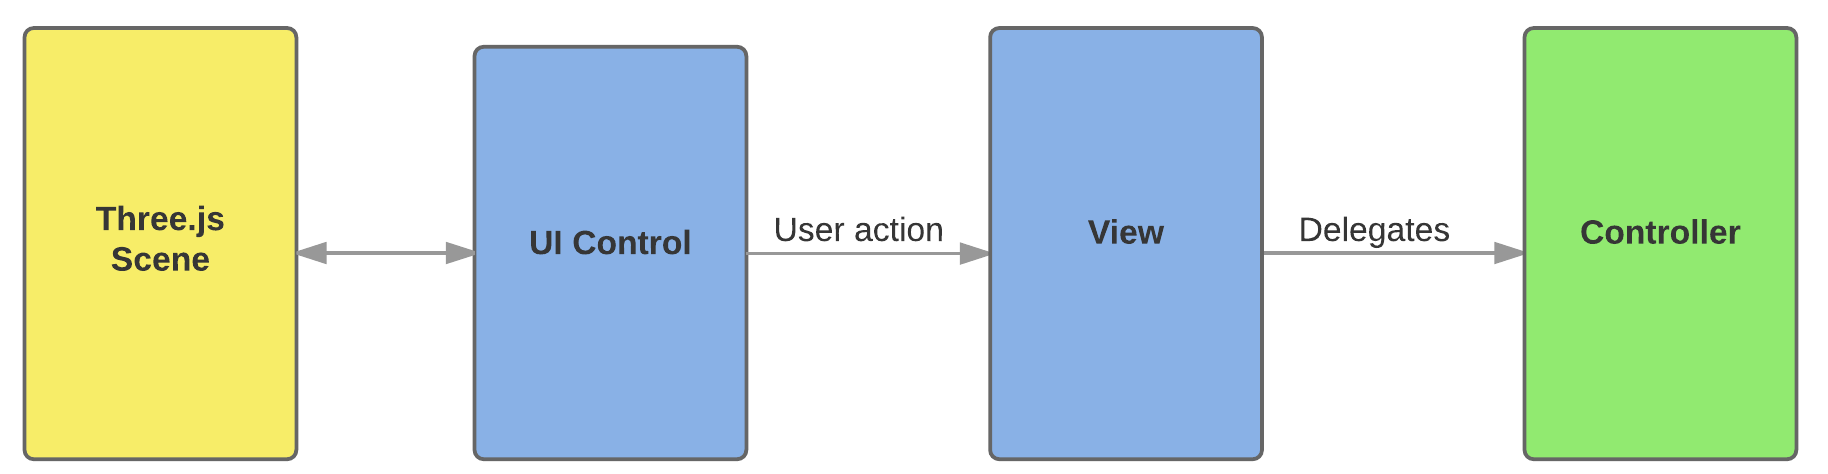 Three.js
Scene
UI Control
User action
View
Delegates
Controller